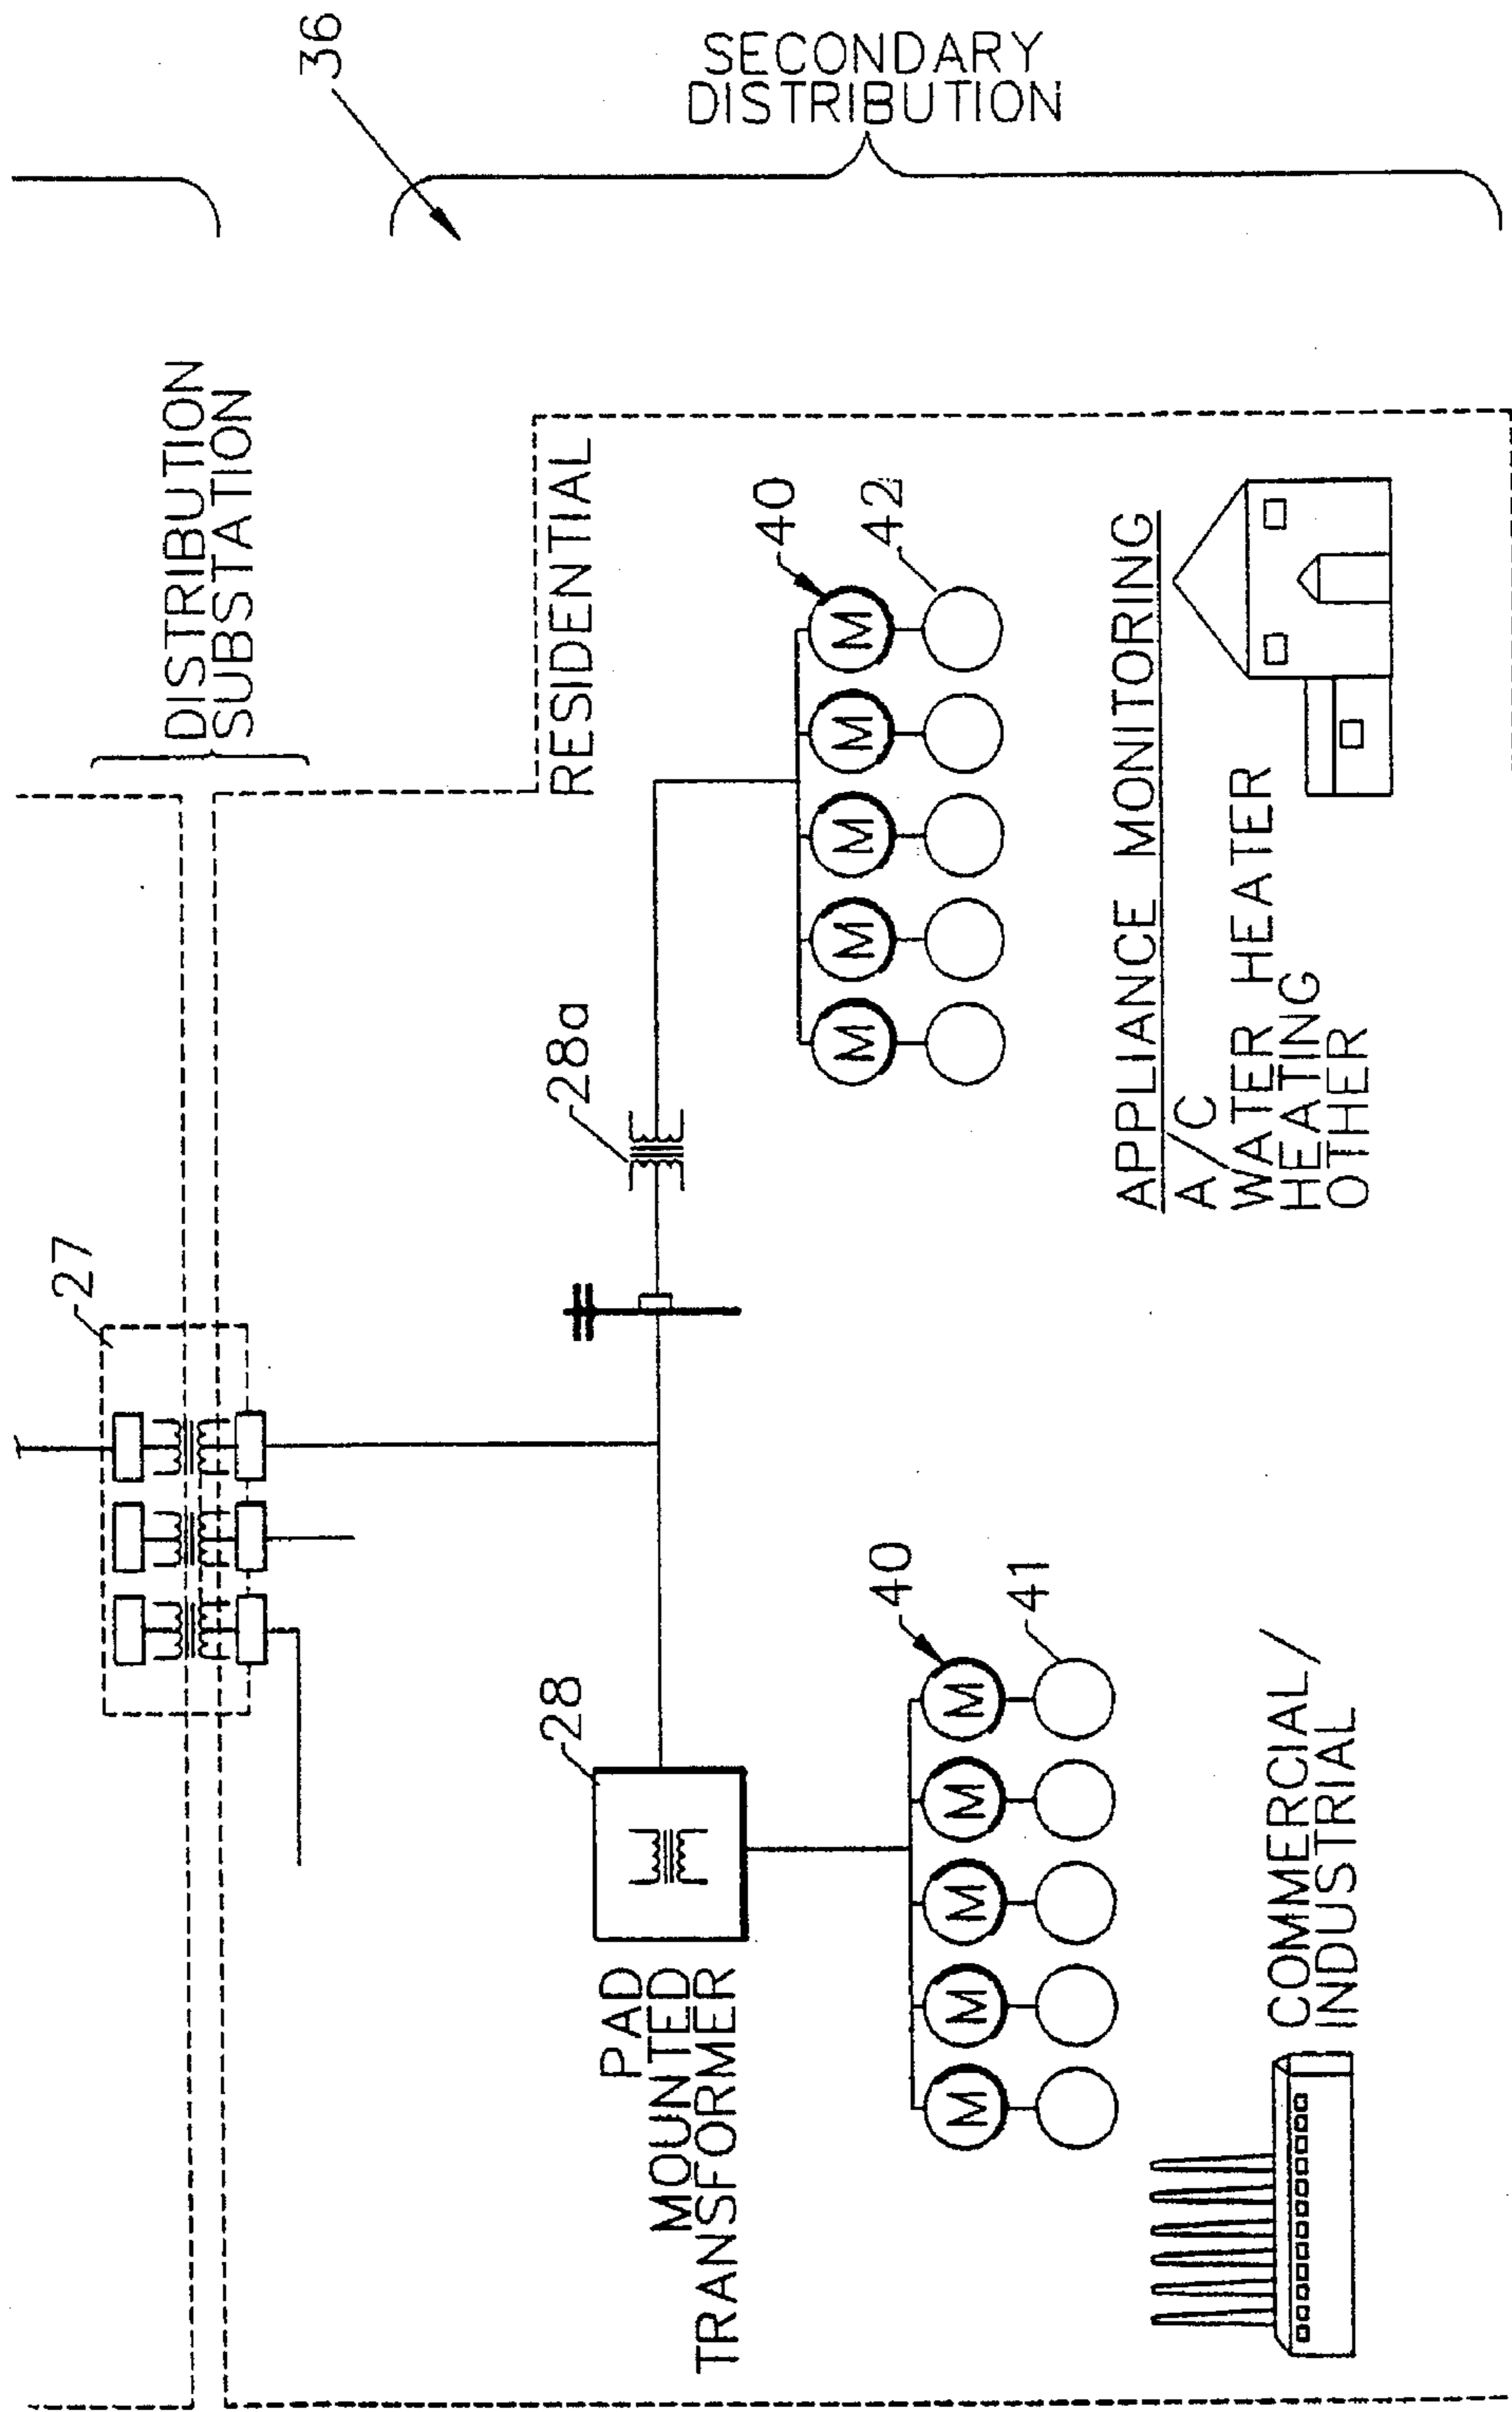 36
SECONDARY
DISTRIBUTION
DISTRIBUTION
SUBSTATION
27
RESIDENTIAL
28a
28
PAD
MOUNTED
TRANSFORMER
40
M M M M M
42
40
M M M M M
41
APPLIANCE MONITORING
A/C
WATER HEATER
HEATING
OTHER
COMMERCIAL/
INDUSTRIAL